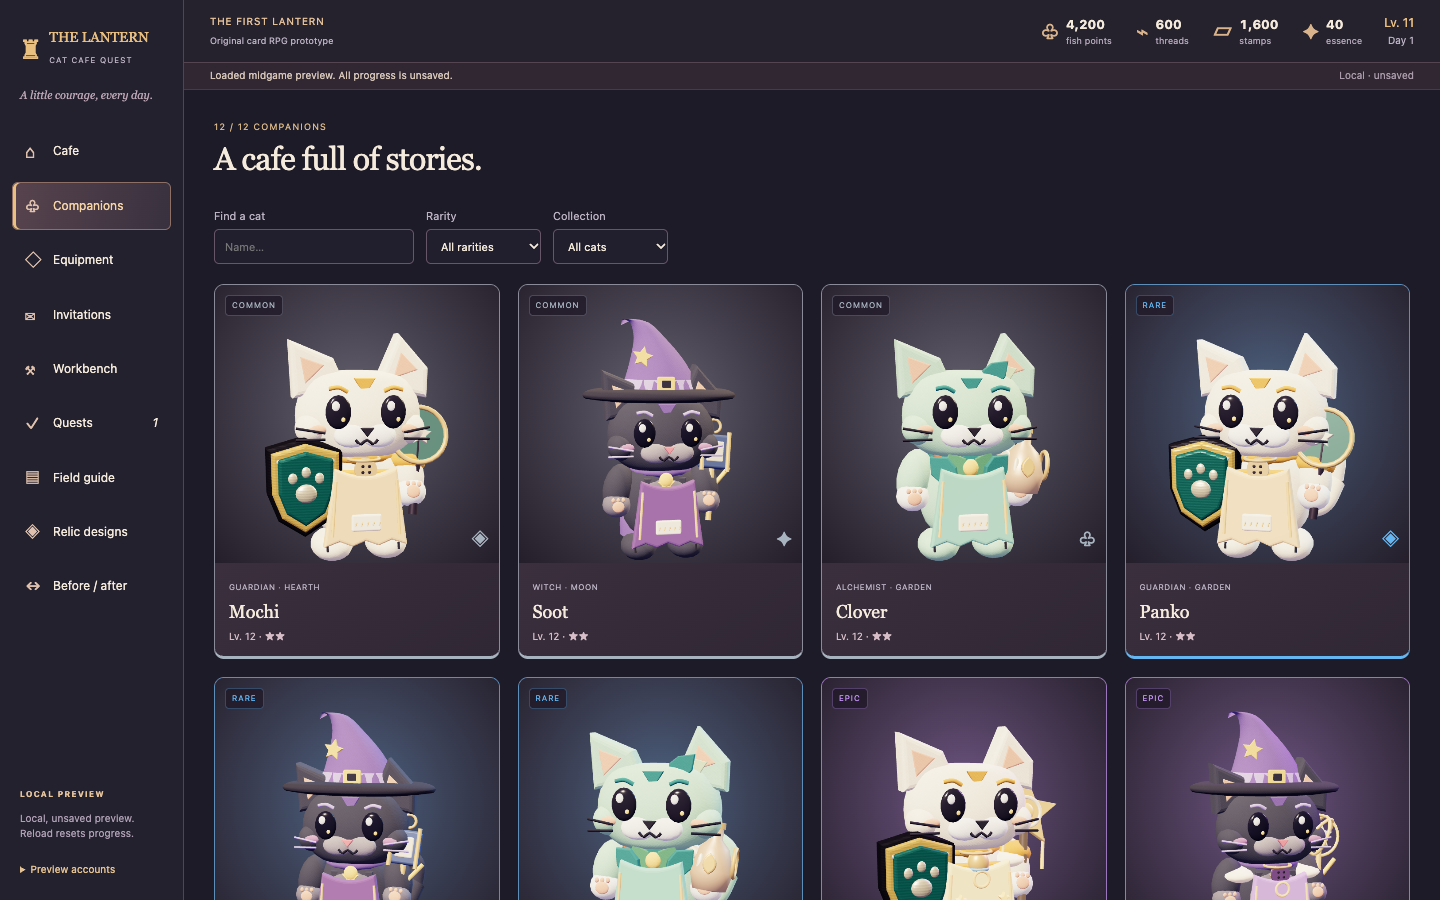 THE LANTERN
CAT CAFE QUEST
A little courage, every day.
Cafe
Companions
Equipment
Invitations
Workbench
Quests 1
Field guide
Relic designs
Before / after
LOCAL PREVIEW
Local, unsaved preview.
Reload resets progress.
Preview accounts
THE FIRST LANTERN
Original card RPG prototype
4,200
fish points
600
threads
1,600
stamps
40
essence
Lv. 11
Day 1
Loaded midgame preview. All progress is unsaved.
Local · unsaved
12 / 12 COMPANIONS
A cafe full of stories.
Find a cat
Name...
Rarity
All rarities
Collection
All cats
COMMON
GUARDIAN · HEARTH
Mochi
Lv. 12 · ★★
COMMON
WITCH · MOON
Soot
Lv. 12 · ★★
COMMON
ALCHEMIST · GARDEN
Clover
Lv. 12 · ★★
RARE
GUARDIAN · GARDEN
Panko
Lv. 12 · ★★
RARE
RARE
EPIC
EPIC